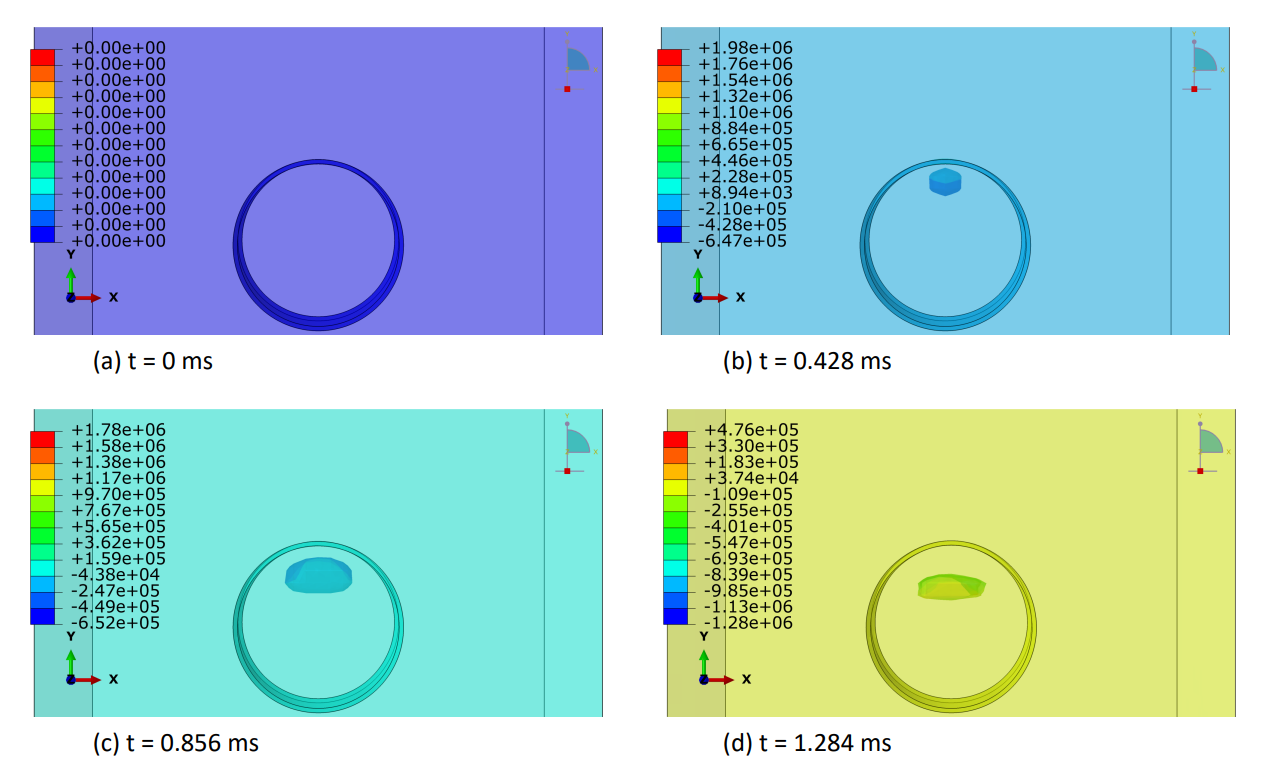 +0.00e+00
+0.00e+00
+0.00e+00
+0.00e+00
+0.00e+00
+0.00e+00
+0.00e+00
+0.00e+00
+0.00e+00
+0.00e+00
+0.00e+00
+0.00e+00
+0.00e+00
Y
X
Z
Y
X
(a) t = 0 ms
+1.98e+06
+1.76e+06
+1.54e+06
+1.32e+06
+1.10e+06
+8.84e+05
+6.65e+05
+4.46e+05
+2.28e+05
+8.94e+03
-2.10e+05
-4.28e+05
-6.47e+05
Y
X
Z
Y
X
(b) t = 0.428 ms
+1.78e+06
+1.58e+06
+1.38e+06
+1.17e+06
+9.70e+05
+7.67e+05
+5.65e+05
+3.62e+05
+1.59e+05
-4.38e+04
-2.47e+05
-4.49e+05
-6.52e+05
Y
X
Z
Y
X
(c) t = 0.856 ms
+4.76e+05
+3.30e+05
+1.83e+05
+3.74e+04
-1.09e+05
-2.55e+05
-4.01e+05
-5.47e+05
-6.93e+05
-8.39e+05
-9.85e+05
-1.13e+06
-1.28e+06
Y
X
Z
Y
X
(d) t = 1.284 ms